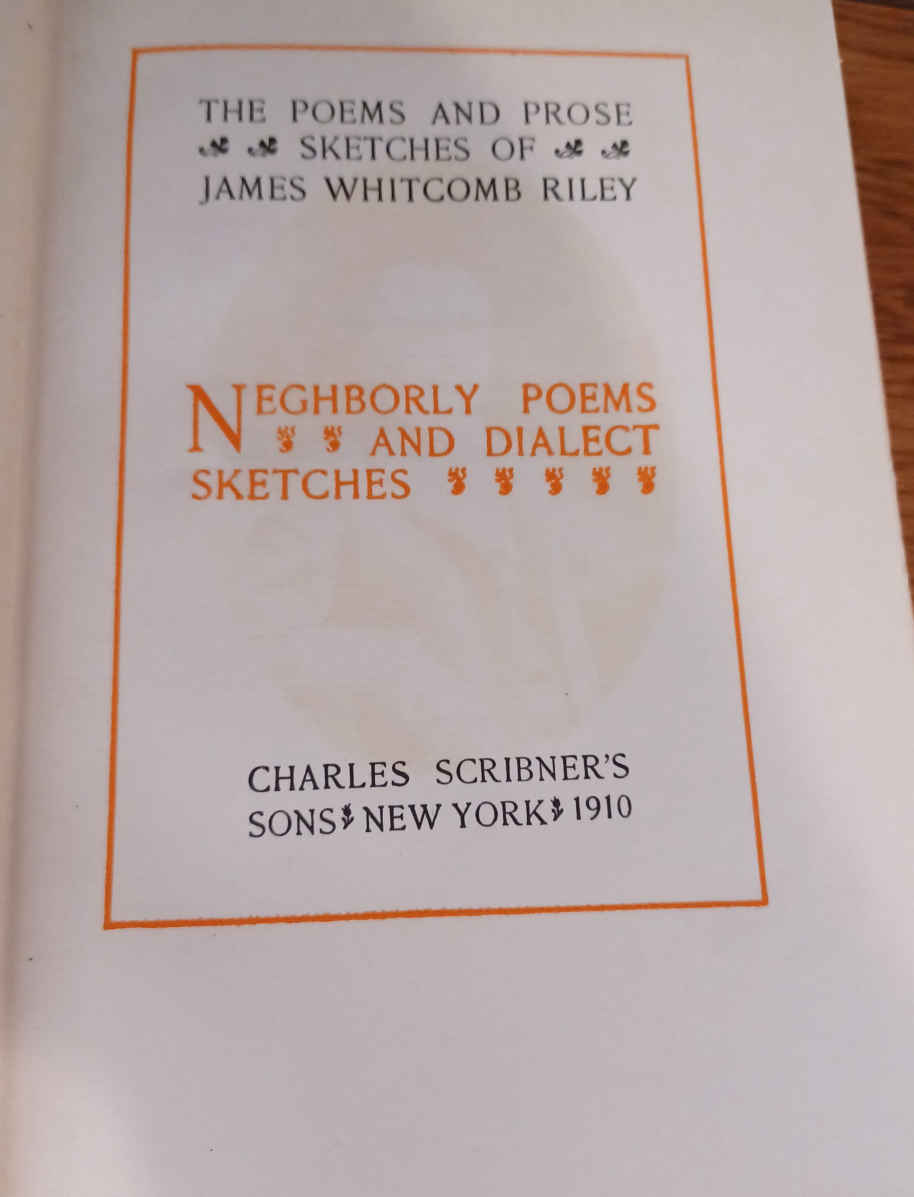 THE POEMS AND PROSE
SKETCHES OF
JAMES WHITCOMB RILEY
NEGHBORLY POEMS
AND DIALECT
SKETCHES
CHARLES SCRIBNER'S
SONS NEW YORK 1910